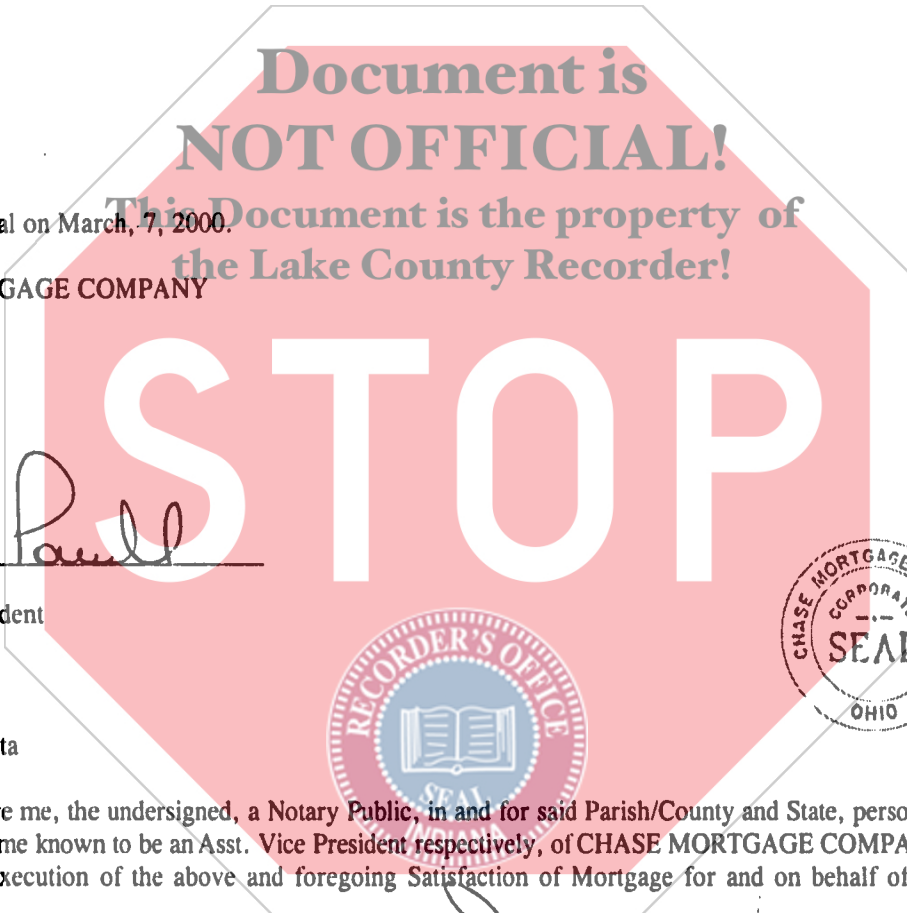 Document is
NOT OFFICIAL!
This Document is the property of
the Lake County Recorder!
al on March, 7, 2000.
GAGE COMPANY
STOP
dent
CHASE MORTGAGE
CORPORA
SEAL
OHIO
RECORDER'S OFFICE
SEAL
INDIANA
ta
re me, the undersigned, a Notary Public, in and for said Parish/County and State, perso
me known to be an Asst. Vice President respectively, of CHASE MORTGAGE COMPA
xecution of the above and foregoing Satisfaction of Mortgage for and on behalf of